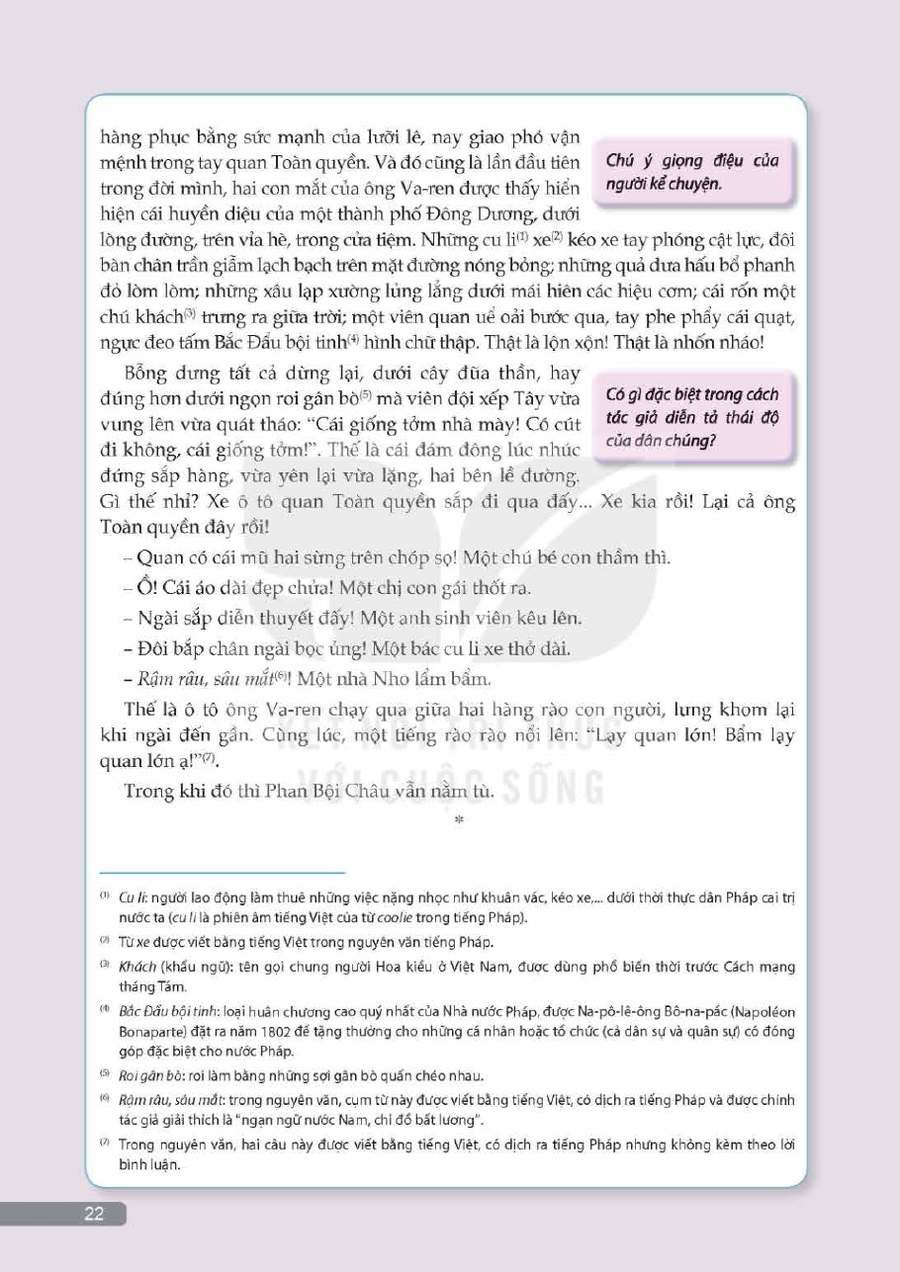 hàng phục bằng sức mạnh của lưỡi lê, nay giao phó vận
mệnh trong tay quan Toàn quyền. Và đó cũng là lần đầu tiên
trong đời mình, hai con mắt của ông Va-ren được thấy hiển
hiện cái huyền diệu của một thành phố Đông Dương, dưới
lòng đường, trên vỉa hè, trong cửa tiệm. Những cu li(1) xe(2) kéo xe tay phóng cật lực, đôi
bàn chân trần giẫm lạch bạch trên mặt đường nóng bỏng; những quả dưa hấu bổ phanh
đỏ lòm lòm; những xâu lạp xường lủng lẳng dưới mái hiên các hiệu cơm; cái rốn một
chú khách(3) trưng ra giữa trời; một viên quan uể oải bước qua, tay phe phẩy cái quạt,
ngực đeo tấm Bắc Đẩu bội tinh(4) hình chữ thập. Thật là lộn xộn! Thật là nhốn nháo!
Chú ý giọng điệu của
người kể chuyện.
Bỗng dưng tất cả dừng lại, dưới cây đũa thần, hay
đúng hơn dưới ngọn roi gân bò(5) mà viên đội xếp Tây vừa
vung lên vừa quát tháo: “Cái giống tởm nhà mày! Có cút
đi không, cái giống tởm!”. Thế là cái đám đông lúc nhúc
đứng sắp hàng, vừa yên lại vừa lặng, hai bên lề đường.
Gì thế nhỉ? Xe ô tô quan Toàn quyền sắp đi qua đấy... Xe kia rồi! Lại cả ông
Toàn quyền đây rồi!
Có gì đặc biệt trong cách
tác giả diễn tả thái độ
của dân chúng?
– Quan có cái mũ hai sừng trên chóp sọ! Một chú bé con thầm thì.
– Ồ! Cái áo dài đẹp chửa! Một chị con gái thốt ra.
– Ngài sắp diễn thuyết đấy! Một anh sinh viên kêu lên.
– Đôi bắp chân ngài bọc ủng! Một bác cu li xe thở dài.
– Rậm râu, sâu mắt(6)! Một nhà Nho lẩm bẩm.
Thế là ô tô ông Va-ren chạy qua giữa hai hàng rào con người, lưng khom lại
khi ngài đến gần. Cùng lúc, một tiếng rào rào nổi lên: “Lạy quan lớn! Bẩm lạy
quan lớn ạ!”(7).
Trong khi đó thì Phan Bội Châu vẫn nằm tù.
*
KẾT NỐI TRI THỨC
VỚI CUỘC SỐNG
(1) Cu li: người lao động làm thuê những việc nặng nhọc như khuân vác, kéo xe,... dưới thời thực dân Pháp cai trị
nước ta (cu li là phiên âm tiếng Việt của từ coolie trong tiếng Pháp).
(2) Từ xe được viết bằng tiếng Việt trong nguyên văn tiếng Pháp.
(3) Khách (khẩu ngữ): tên gọi chung người Hoa kiều ở Việt Nam, được dùng phổ biến thời trước Cách mạng
tháng Tám.
(4) Bắc Đẩu bội tinh: loại huân chương cao quý nhất của Nhà nước Pháp, được Na-pô-lê-ông Bô-na-pác (Napoléon
Bonaparte) đặt ra năm 1802 để tặng thưởng cho những cá nhân hoặc tổ chức (cả dân sự và quân sự) có đóng
góp đặc biệt cho nước Pháp.
(5) Roi gân bò: roi làm bằng những sợi gân bò quấn chéo nhau.
(6) Rậm râu, sâu mắt: trong nguyên văn, cụm từ này được viết bằng tiếng Việt, có dịch ra tiếng Pháp và được chính
tác giả giải thích là “ngạn ngữ nước Nam, chỉ đồ bất lương”.
(7) Trong nguyên văn, hai câu này được viết bằng tiếng Việt, có dịch ra tiếng Pháp nhưng không kèm theo lời
bình luận.
22